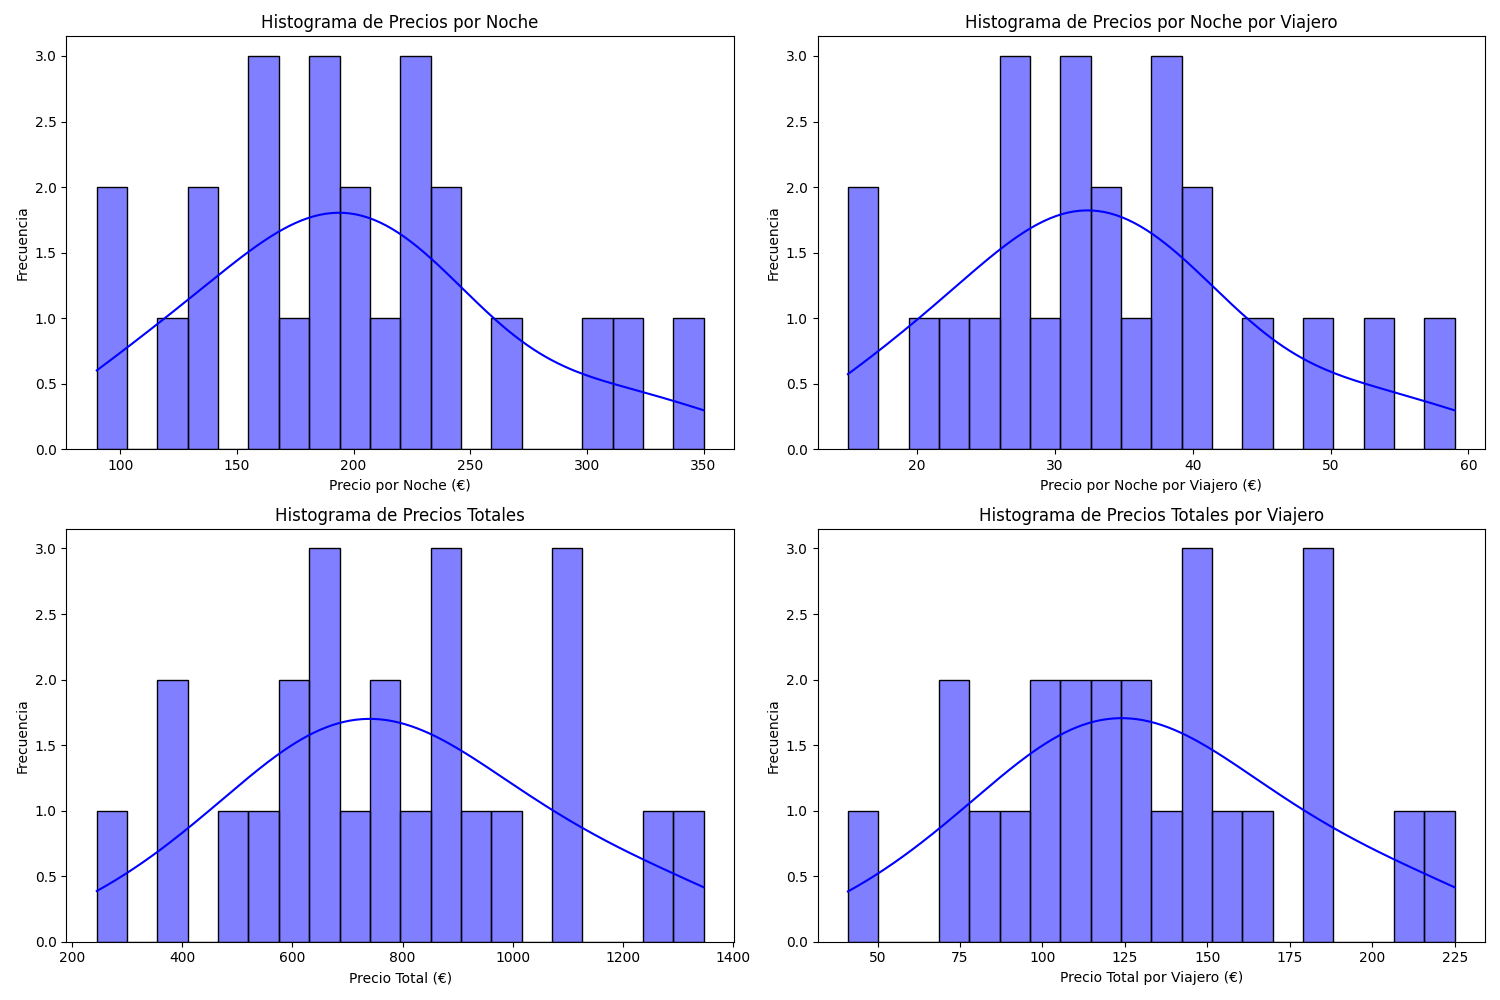 Histograma de Precios por Noche
3.0
2.5
2.0
1.5
1.0
0.5
0.0
Frecuencia
100 150 200 250 300 350
Precio por Noche (€)
Histograma de Precios por Noche por Viajero
3.0
2.5
2.0
1.5
1.0
0.5
0.0
Frecuencia
20 30 40 50 60
Precio por Noche por Viajero (€)
Histograma de Precios Totales
3.0
2.5
2.0
1.5
1.0
0.5
0.0
Frecuencia
200 400 600 800 1000 1200 1400
Precio Total (€)
Histograma de Precios Totales por Viajero
3.0
2.5
2.0
1.5
1.0
0.5
0.0
Frecuencia
50 75 100 125 150 175 200 225
Precio Total por Viajero (€)